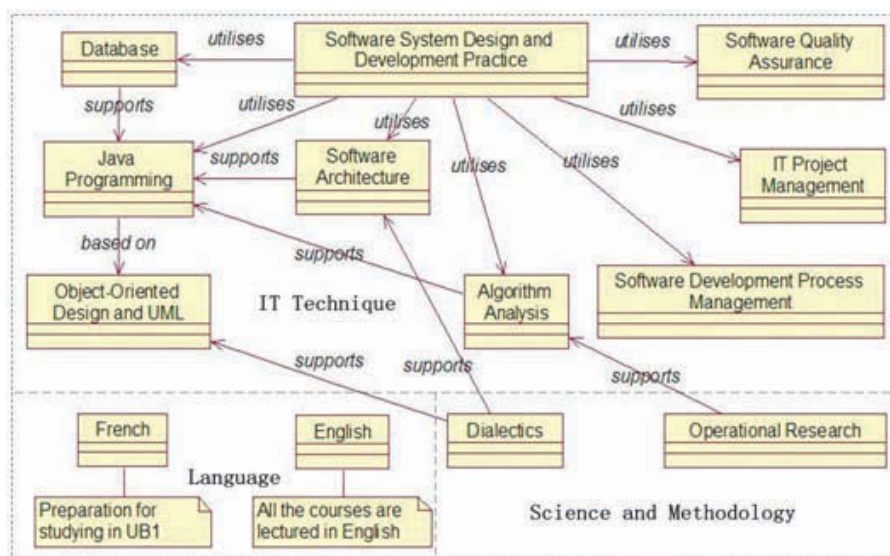 Database
utilises
Software System Design and
Development Practice
utilises
Software Quality
Assurance
supports
utilises
utilises
utilises
Java
Programming
supports
Software
Architecture
utilises
utilises
IT Project
Management
based on
supports
Object-Oriented
Design and UML
IT Technique
Algorithm
Analysis
Software Development Process
Management
supports
supports
supports
French
English
Dialectics
Operational Research
Language
Preparation for
studying in UB1
All the courses are
lectured in English
Science and Methodology